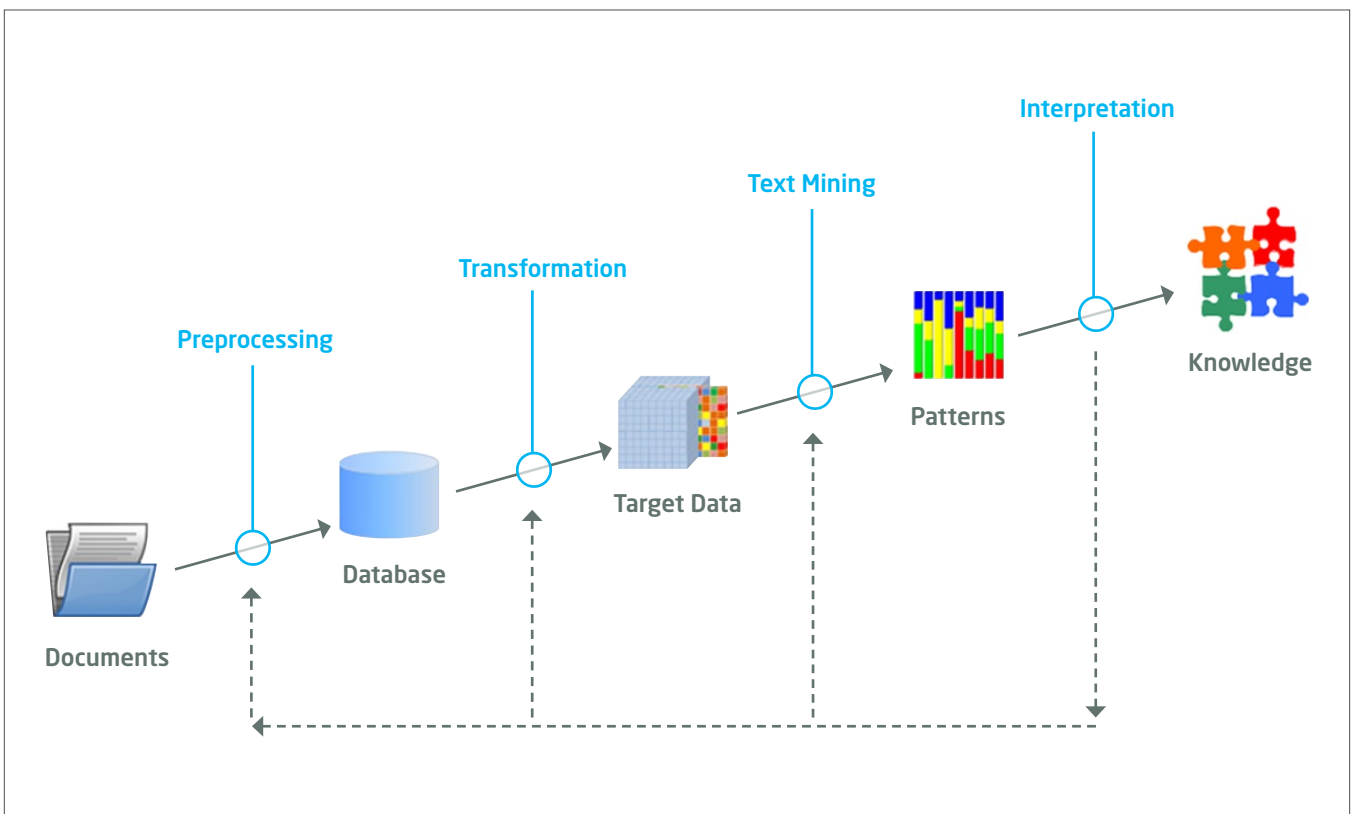 Interpretation
Text Mining
Transformation
Preprocessing
Knowledge
Patterns
Target Data
Database
Documents